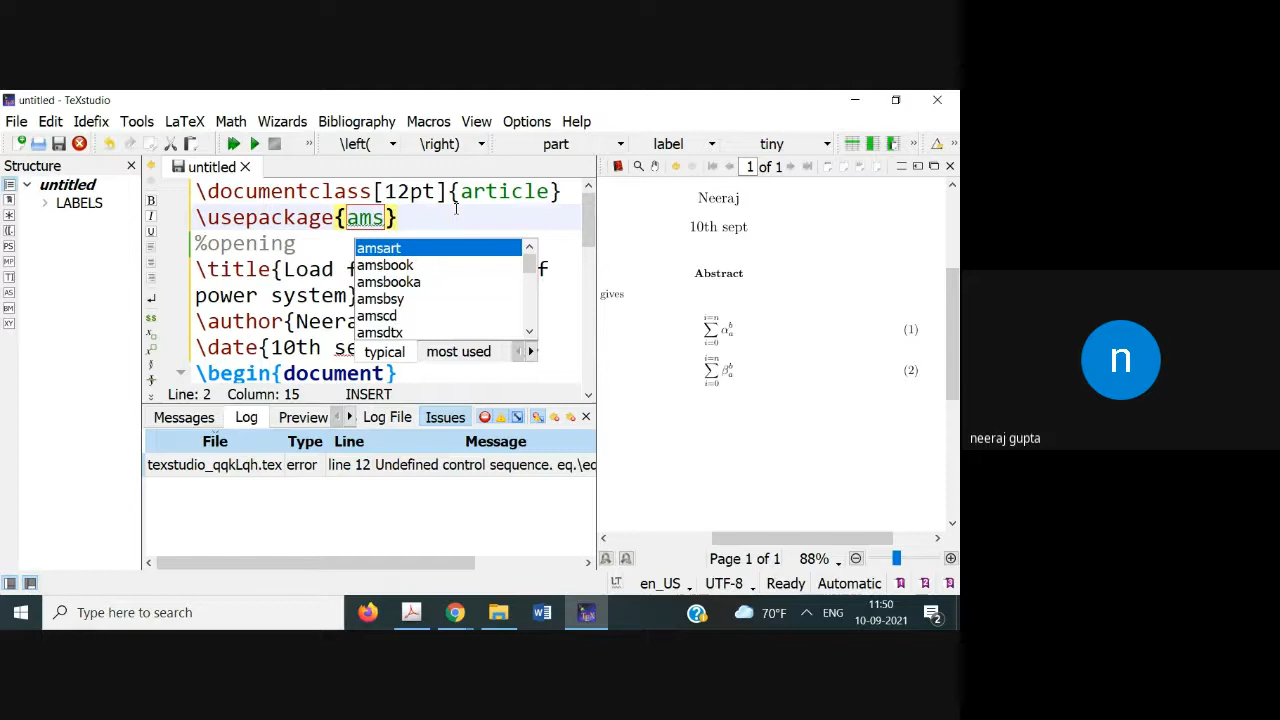 untitled - TeXstudio
File Edit Idefix Tools LaTeX Math Wizards Bibliography Macros View Options Help
» \left( \right) » part label tiny »
Structure
untitled
1 of 1
untitled
LABELS
\documentclass[12pt]{article}
\usepackage{ams}
%opening
\title{Load f
f
power system}
\author{Neera
\date{10th se
\begin{document}
amsart
amsbook
amsbooka
amsbsy
amscd
amsdtx
typical most used
Line: 2 Column: 15 INSERT
Messages Log Preview Log File Issues
File Type Line Message
texstudio_qqkLqh.tex error line 12 Undefined control sequence. eq.\eq
Neeraj
10th sept
Abstract
gives
i=n
∑ α b a (1)
i=0
i=n
∑ β b a (2)
i=0
Page 1 of 1 88%
LT en_US UTF-8 Ready Automatic
Type here to search
70°F ENG
11:50
10-09-2021
2
n
neeraj gupta